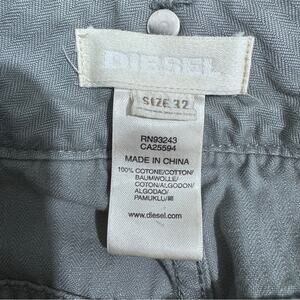 DIESEL
SIZE 32
RN93243
CA25594
MADE IN CHINA
100% COTONE/COTTON/
BAUMWOLLE/
COTON/ALGODON/
ALGODAO/
PAMUKLU/棉
www.diesel.com